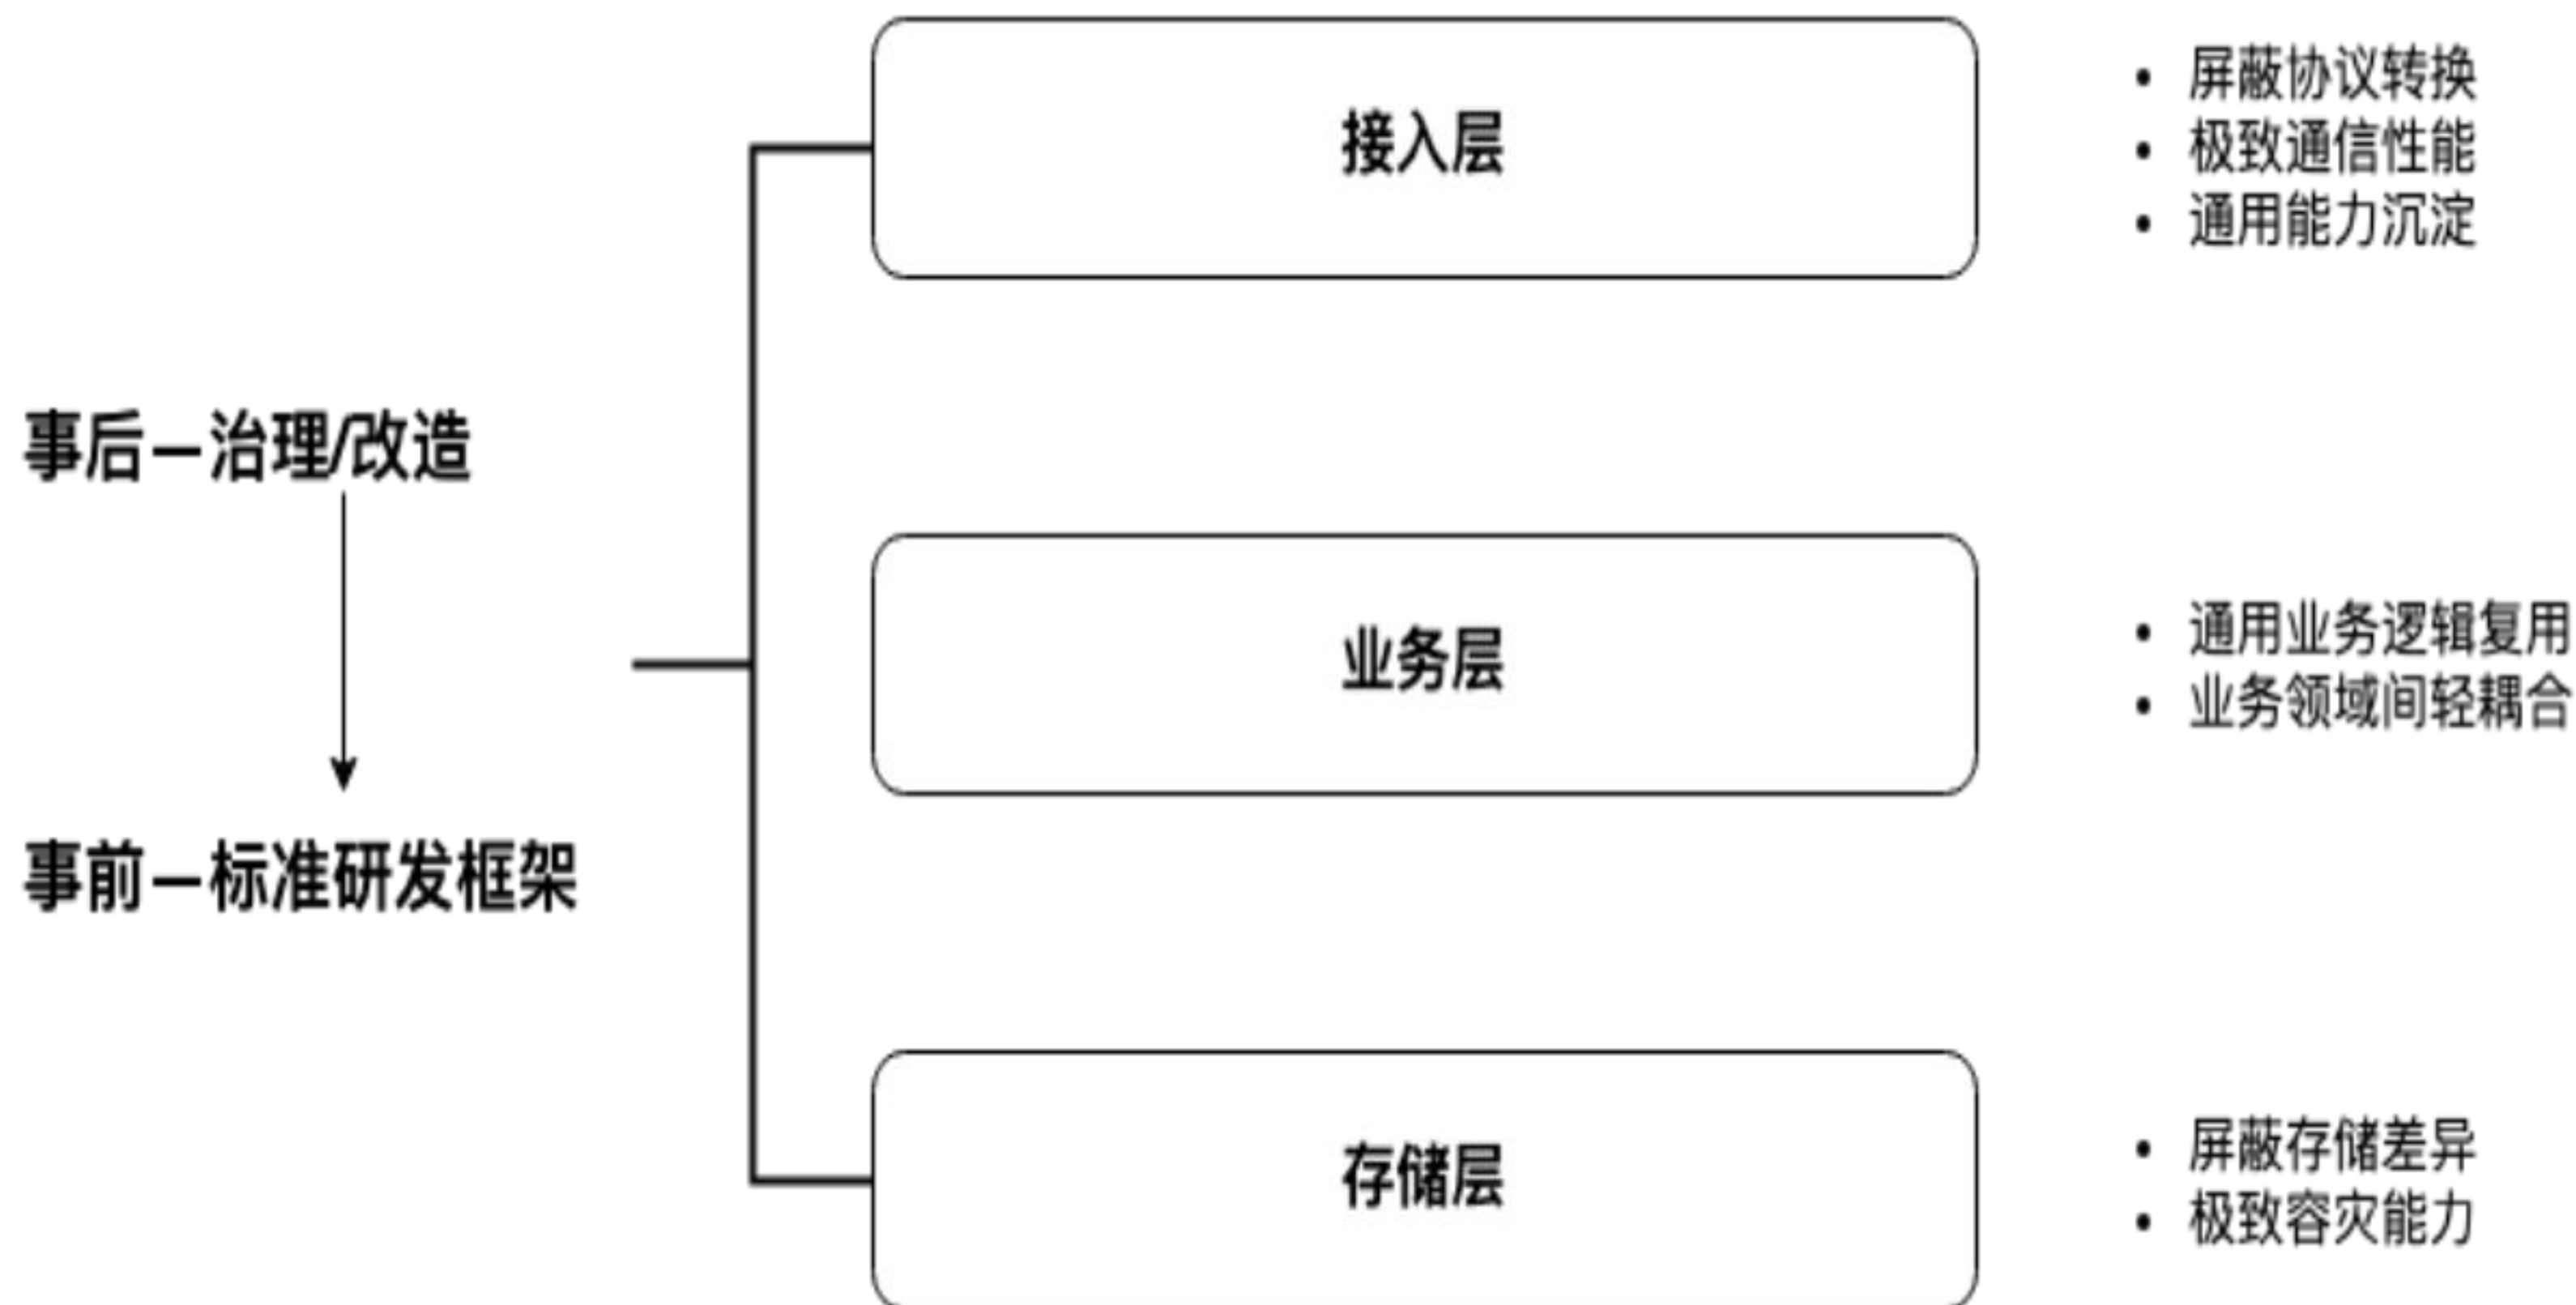 事后—治理/改造
事前—标准研发框架
接入层
• 屏蔽协议转换
• 极致通信性能
• 通用能力沉淀
业务层
• 通用业务逻辑复用
• 业务领域间轻耦合
存储层
• 屏蔽存储差异
• 极致容灾能力